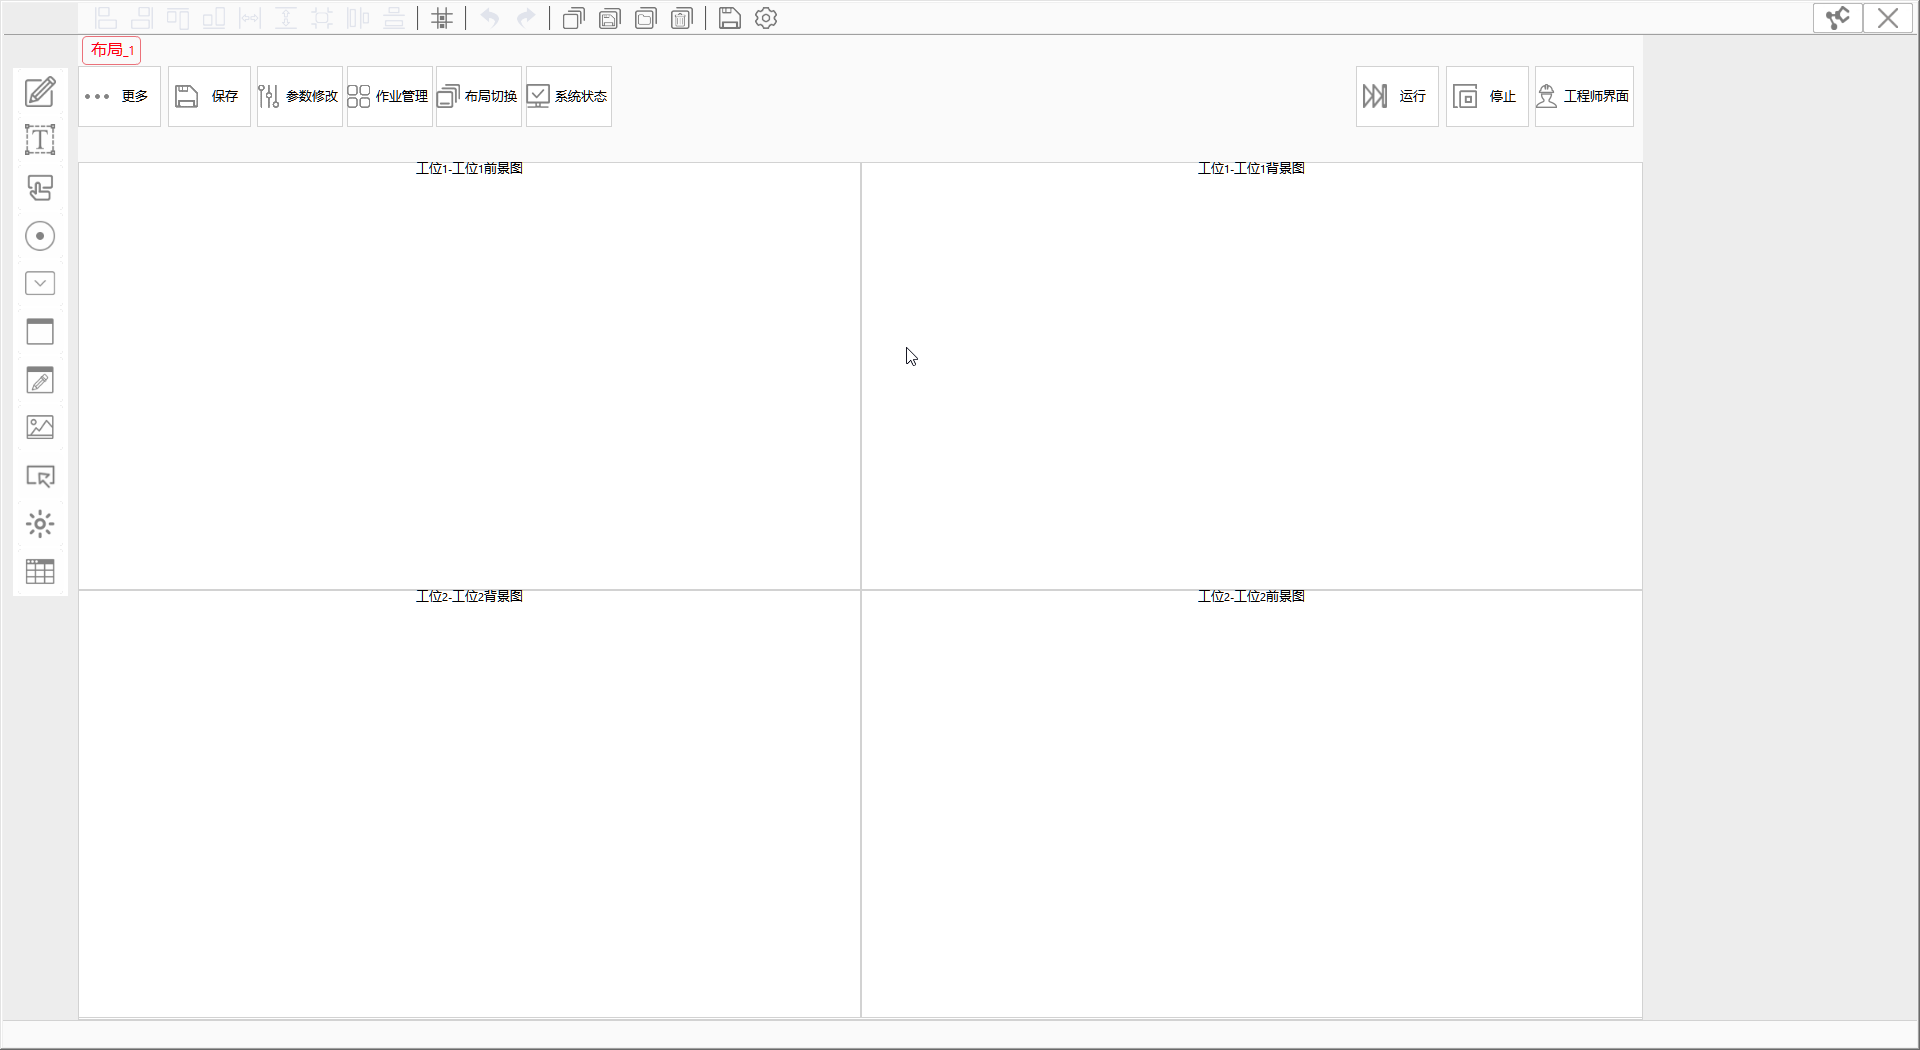 布局_1
更多
保存
参数修改
作业管理
布局切换
系统状态
运行
停止
工程师界面
工位1-工位1前景图
工位1-工位1背景图
工位2-工位2背景图
工位2-工位2前景图